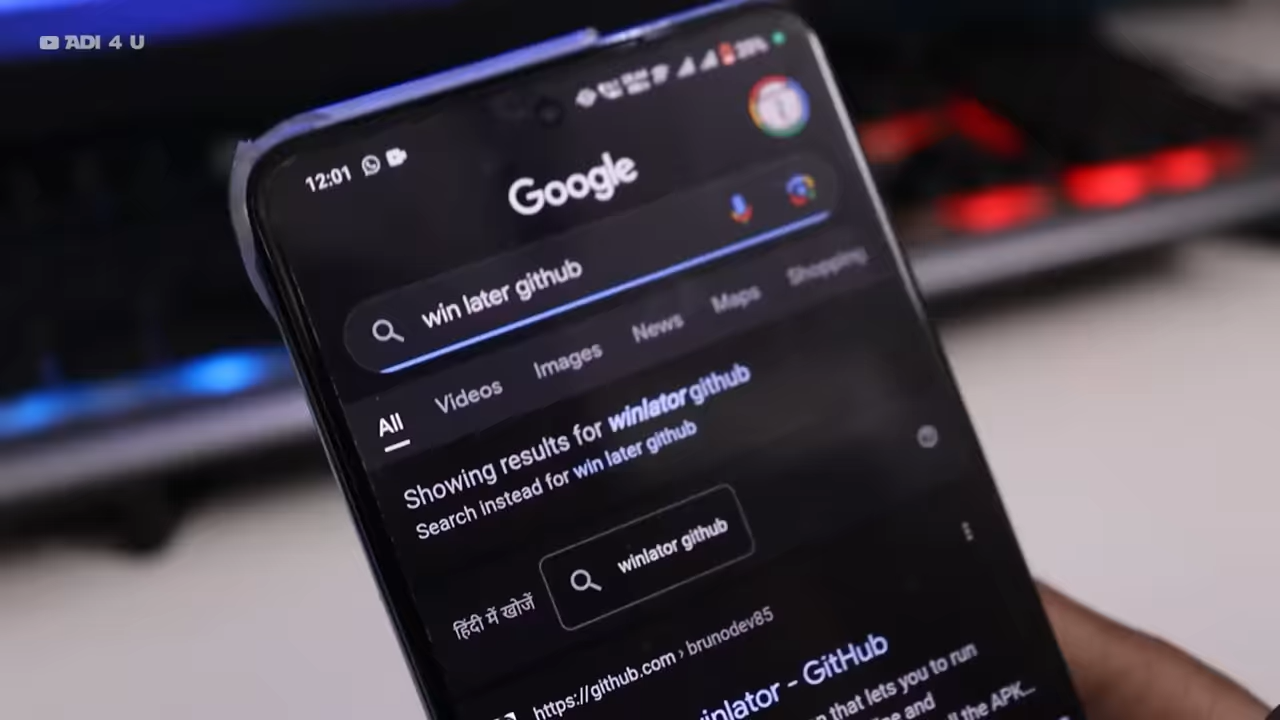 ADI 4 U
12:01
Google
win later github
All Videos Images News Maps Shopping
Showing results for winlator github
Search instead for win later github
हिंदी में खोजें winlator github
https://github.com › brunodev85
winlator - GitHub
that lets you to run
and
the APK...